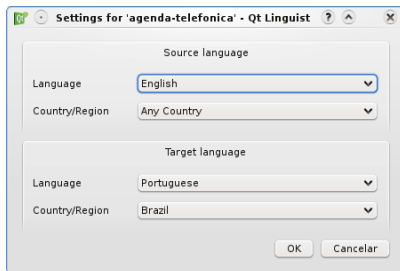 Settings for 'agenda-telefonica' - Qt Linguist
Source language
Language English
Country/Region Any Country
Target language
Language Portuguese
Country/Region Brazil
OK Cancelar